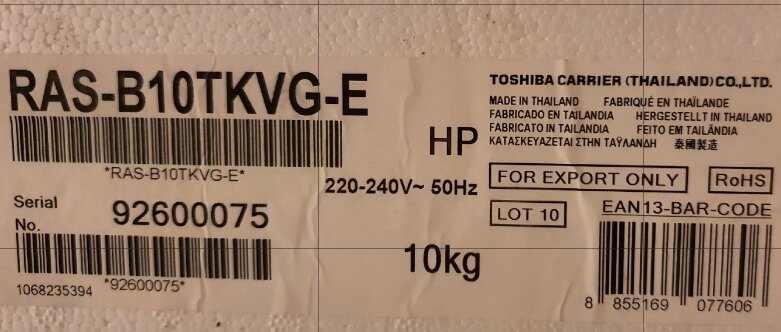 RAS-B10TKVG-E
*RAS-B10TKVG-E*
HP
220-240V~ 50Hz
Serial No.
92600075
*92600075*
1068235394
10kg
TOSHIBA CARRIER (THAILAND) CO.,LTD.
MADE IN THAILAND FABRIQUÉ EN THAÏLANDE
FABRICADO EN TAILANDIA HERGESTELLT IN THAILAND
FABRICATO IN TAILANDIA FEITO EM TAILÂNDIA
ΚΑΤΑΣΚΕΥΑΖΕΤΑΙ ΣΤΗΝ ΤΑΫΛΑΝΔΗ 泰國製造
FOR EXPORT ONLY RoHS
LOT 10 EAN13-BAR-CODE
8 855169 077606